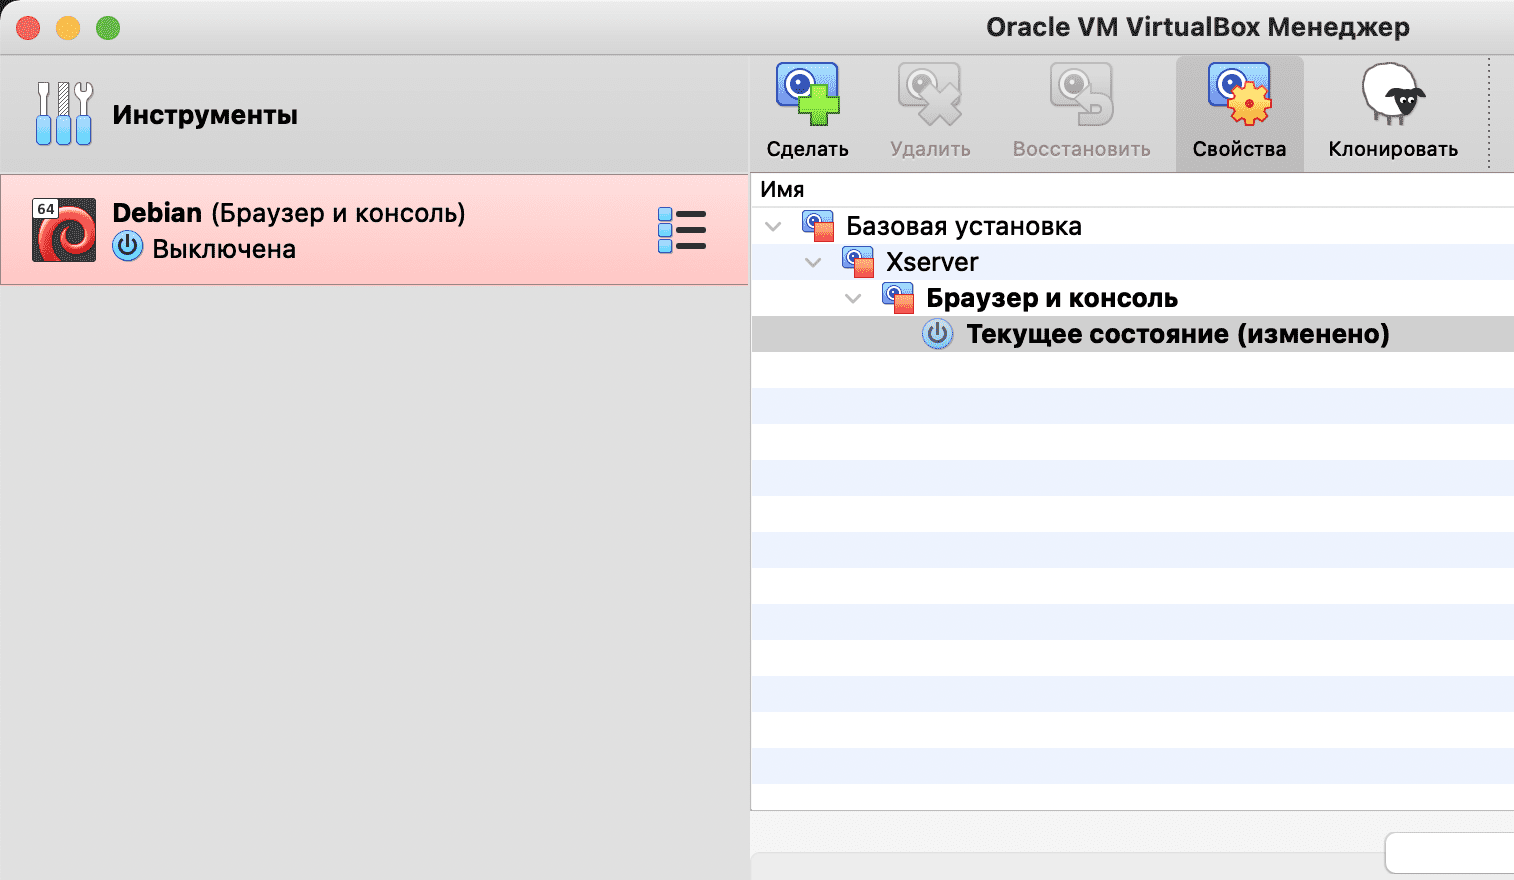 Oracle VM VirtualBox Менеджер
Инструменты
64
Debian (Браузер и консоль)
Выключена
Сделать
Удалить
Восстановить
Свойства
Клонировать
Имя
Базовая установка
Xserver
Браузер и консоль
Текущее состояние (изменено)